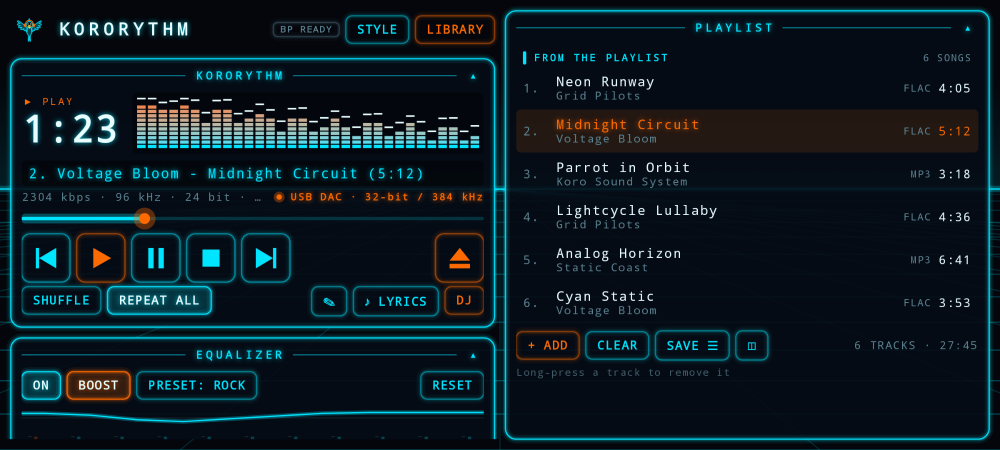 KORORYTHM
BP READY
STYLE
LIBRARY
KORORYTHM ▲
▶ PLAY
1:23
2. Voltage Bloom - Midnight Circuit (5:12)
2304 kbps · 96 kHz · 24 bit · …
USB DAC · 32-bit / 384 kHz
SHUFFLE
REPEAT ALL
✎
♪ LYRICS
DJ
EQUALIZER ▲
ON
BOOST
PRESET: ROCK
RESET
PLAYLIST ▲
FROM THE PLAYLIST
6 SONGS
1. Neon Runway FLAC 4:05
Grid Pilots
2. Midnight Circuit FLAC 5:12
Voltage Bloom
3. Parrot in Orbit MP3 3:18
Koro Sound System
4. Lightcycle Lullaby FLAC 4:36
Grid Pilots
5. Analog Horizon MP3 6:41
Static Coast
6. Cyan Static FLAC 3:53
Voltage Bloom
+ ADD
CLEAR
SAVE ☰
◫
6 TRACKS · 27:45
Long-press a track to remove it